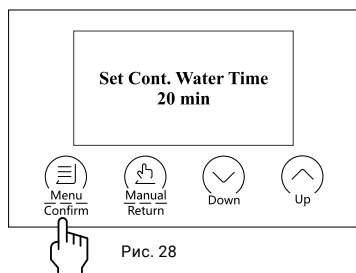 Set Cont. Water Time
20 min
Menu
Confirm
Manual
Return
Down
Up
Рис. 28